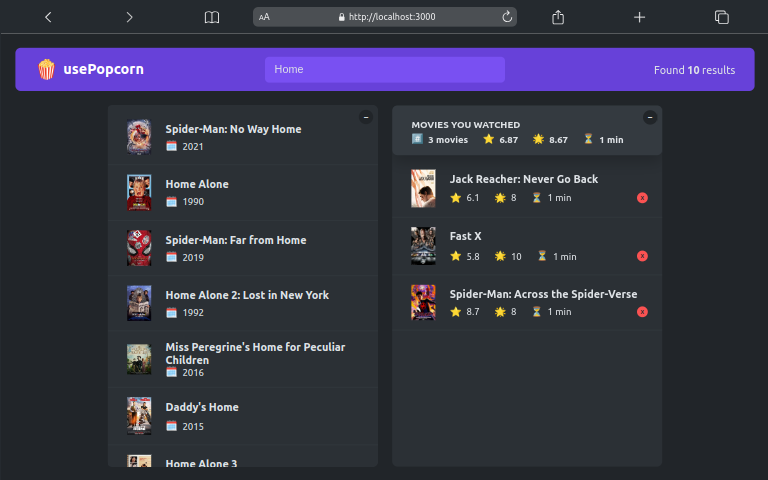 AA http://localhost:3000
usePopcorn
Home
Found 10 results
Spider-Man: No Way Home
2021
Home Alone
1990
Spider-Man: Far from Home
2019
Home Alone 2: Lost in New York
1992
Miss Peregrine's Home for Peculiar
Children
2016
Daddy's Home
2015
Home Alone 3
MOVIES YOU WATCHED
# 3 movies 6.87 8.67 1 min
Jack Reacher: Never Go Back
6.1 8 1 min X
Fast X
5.8 10 1 min X
Spider-Man: Across the Spider-Verse
8.7 8 1 min X